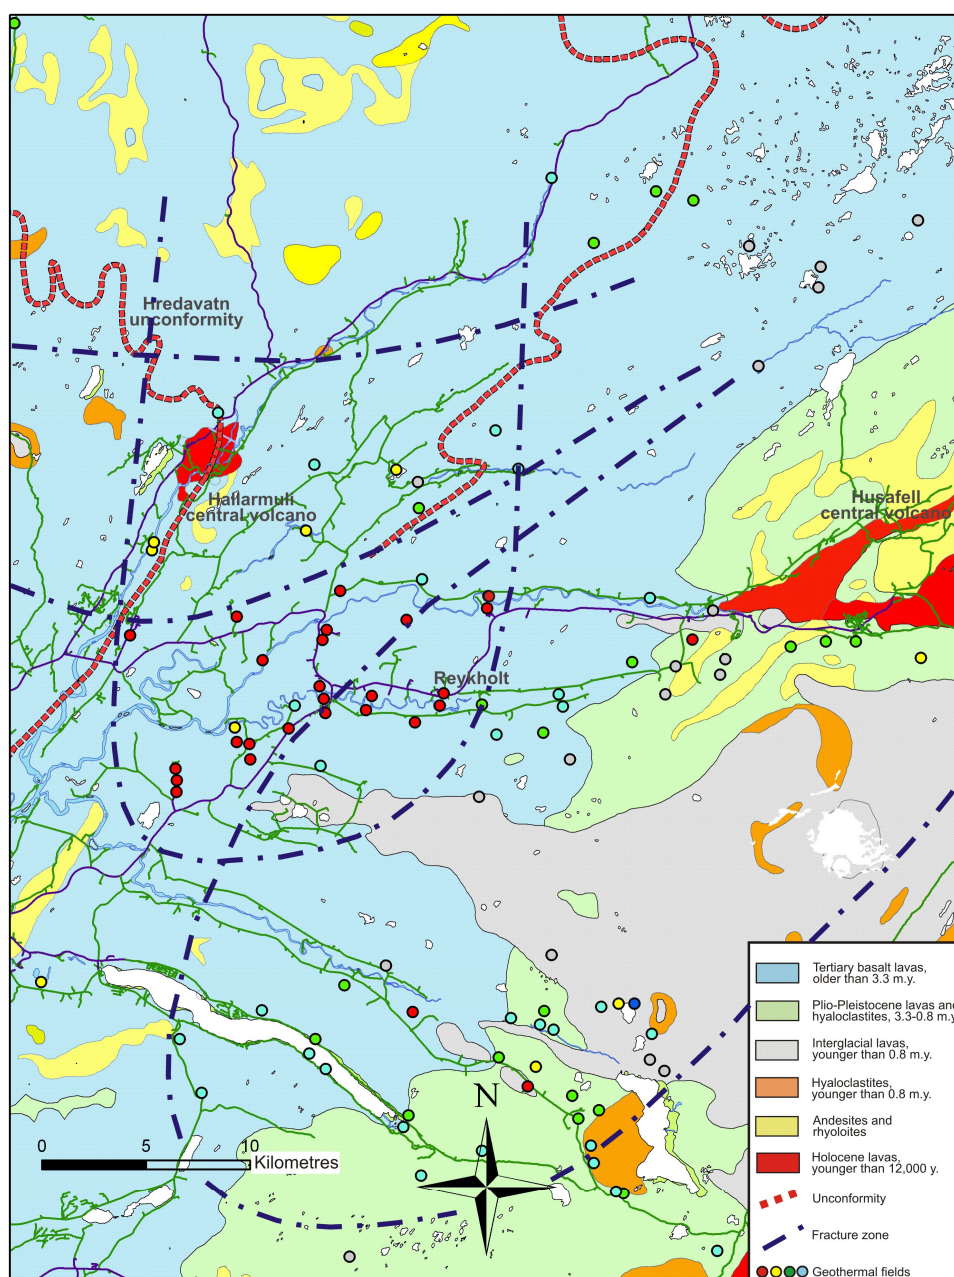 Hredavatn
unconformity
Hallarmuli
central volcano
Husafell
central volcano
Reykholt
N
0 5 10
Kilometres
Tertiary basalt lavas,
older than 3.3 m.y.
Plio-Pleistocene lavas and
hyaloclastites, 3.3-0.8 m.y.
Interglacial lavas,
younger than 0.8 m.y.
Hyaloclastites,
younger than 0.8 m.y.
Andesites and
rhyoloites
Holocene lavas,
younger than 12,000 y.
Unconformity
Fracture zone
Geothermal fields